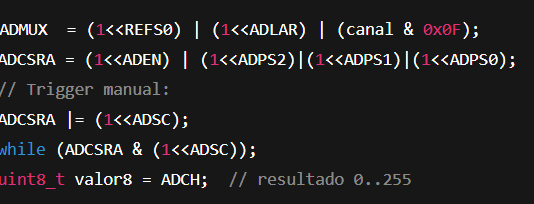 ADMUX  = (1<<REFS0) | (1<<ADLAR) | (canal & 0x0F);
ADCSRA = (1<<ADEN) | (1<<ADPS2)|(1<<ADPS1)|(1<<ADPS0);
// Trigger manual:
ADCSRA |= (1<<ADSC);
while (ADCSRA & (1<<ADSC));
uint8_t valor8 = ADCH;  // resultado 0..255